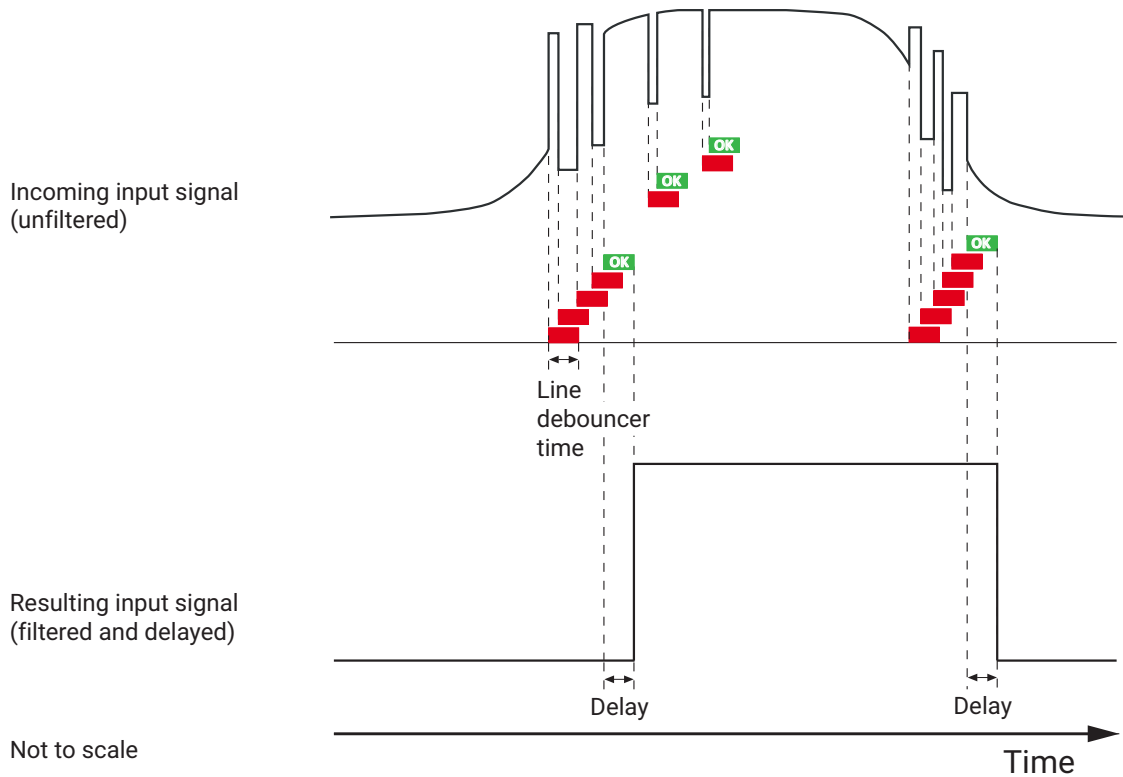 OK
OK
Incoming input signal
(unfiltered)
OK
OK
Line
debouncer
time
Resulting input signal
(filtered and delayed)
Delay
Delay
Not to scale
Time